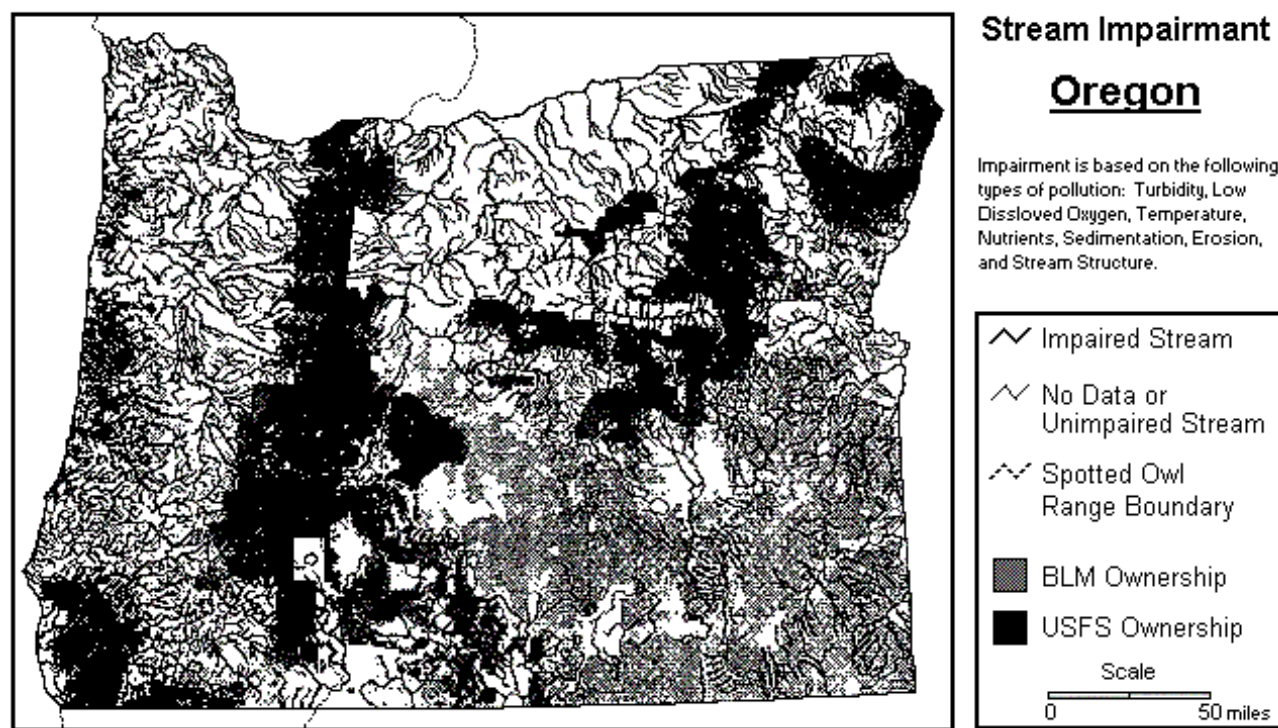 Stream Impairmant
Oregon
Impairment is based on the following
types of pollution: Turbidity, Low
Dissloved Oxygen, Temperature,
Nutrients, Sedimentation, Erosion,
and Stream Structure.
Impaired Stream
No Data or
Unimpaired Stream
Spotted Owl
Range Boundary
BLM Ownership
USFS Ownership
Scale
0 50 miles